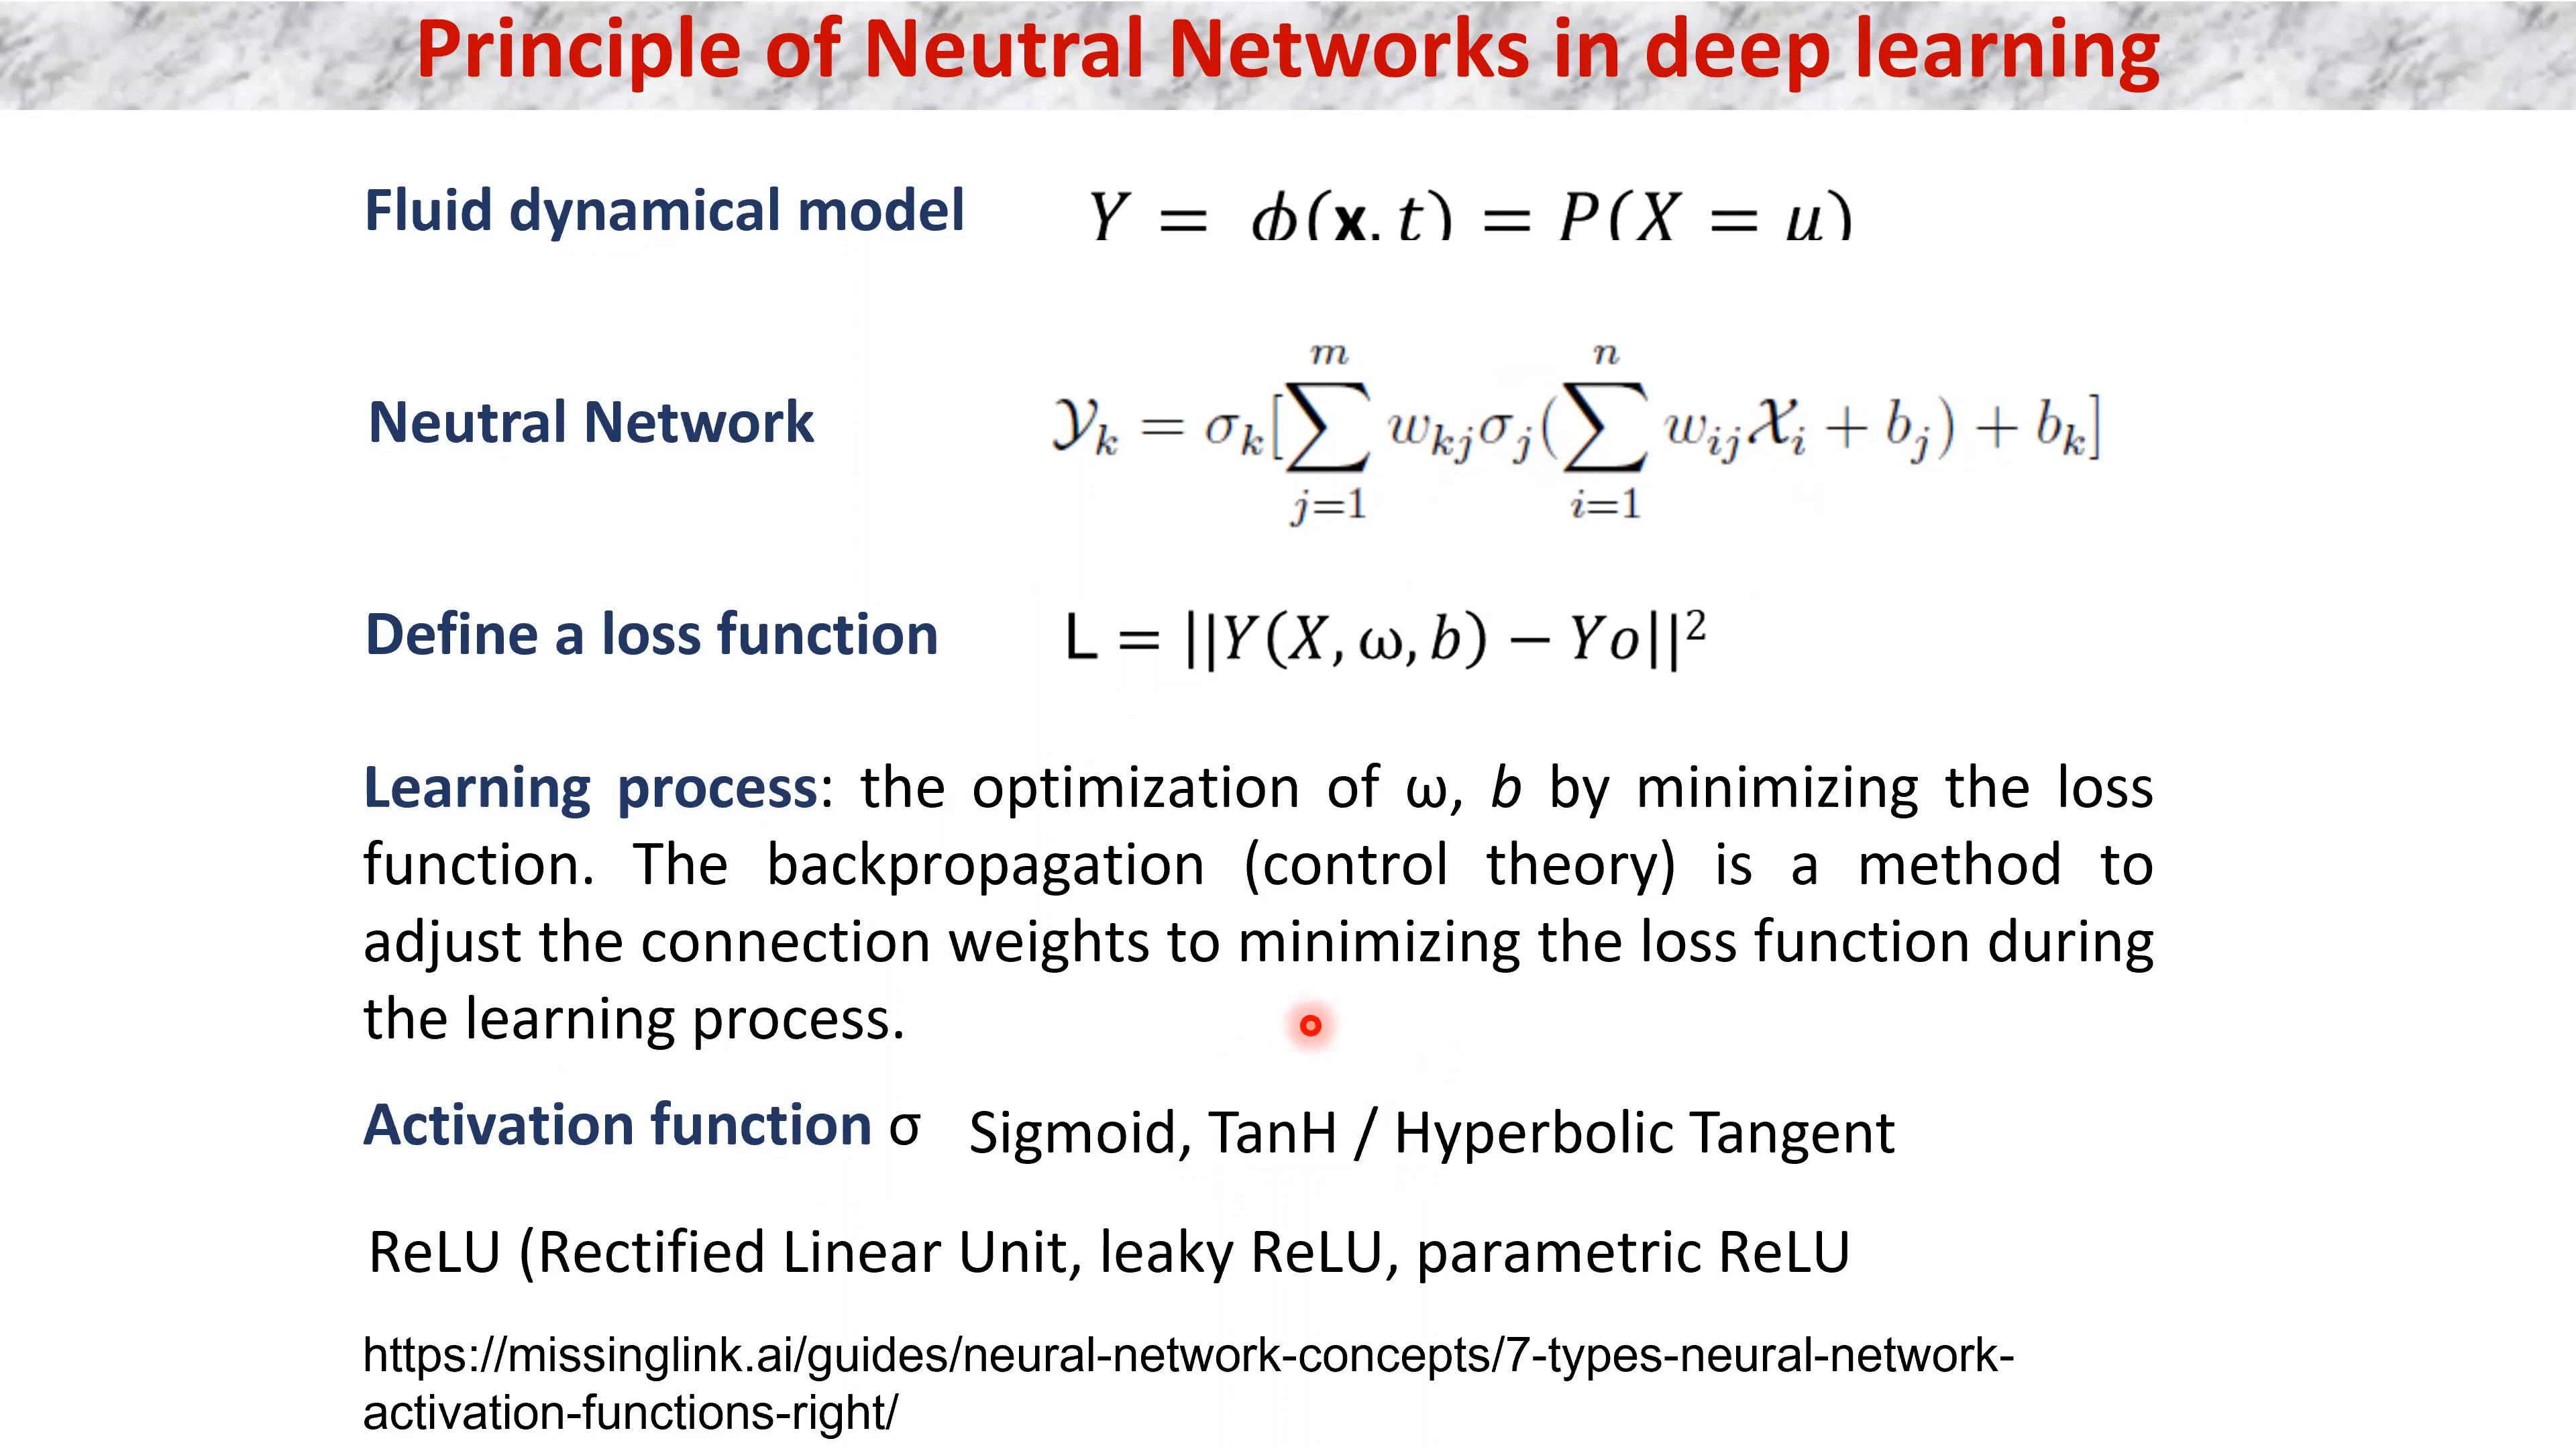 Principle of Neutral Networks in deep learning
Fluid dynamical model Y = ϕ(x, t) = P(X = u)
Neutral Network 𝒴ₖ = σₖ[∑ⱼ₌₁ᵐ wₖⱼσⱼ(∑ᵢ₌₁ⁿ wᵢⱼ𝒳ᵢ + bⱼ) + bₖ]
Define a loss function L = ||Y(X, ω, b) − Yo||²
Learning process: the optimization of ω, b by minimizing the loss
function. The backpropagation (control theory) is a method to
adjust the connection weights to minimizing the loss function during
the learning process.
Activation function σ Sigmoid, TanH / Hyperbolic Tangent
ReLU (Rectified Linear Unit, leaky ReLU, parametric ReLU
https://missinglink.ai/guides/neural-network-concepts/7-types-neural-network-
activation-functions-right/